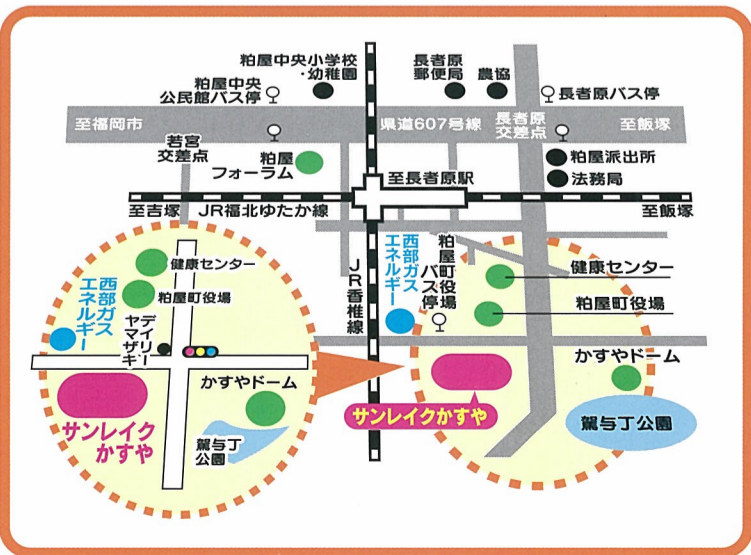 粕屋中央小学校
・幼稚園
長者原
郵便局
農協
粕屋中央
公民館バス停
長者原バス停
至福岡市
県道607号線
長者原
交差点
至飯塚
若宮
交差点
粕屋
フォーラム
粕屋派出所
法務局
至長者原駅
至吉塚
JR福北ゆたか線
至飯塚
JR香椎線
西部ガス
エネルギー
粕屋町役場
バス停
健康センター
粕屋町役場
かすやドーム
サンレイクかすや
駕与丁公園
健康センター
粕屋町役場
西部ガス
エネルギー
デイリー
ヤマザキ
かすやドーム
サンレイク
かすや
駕与丁
公園